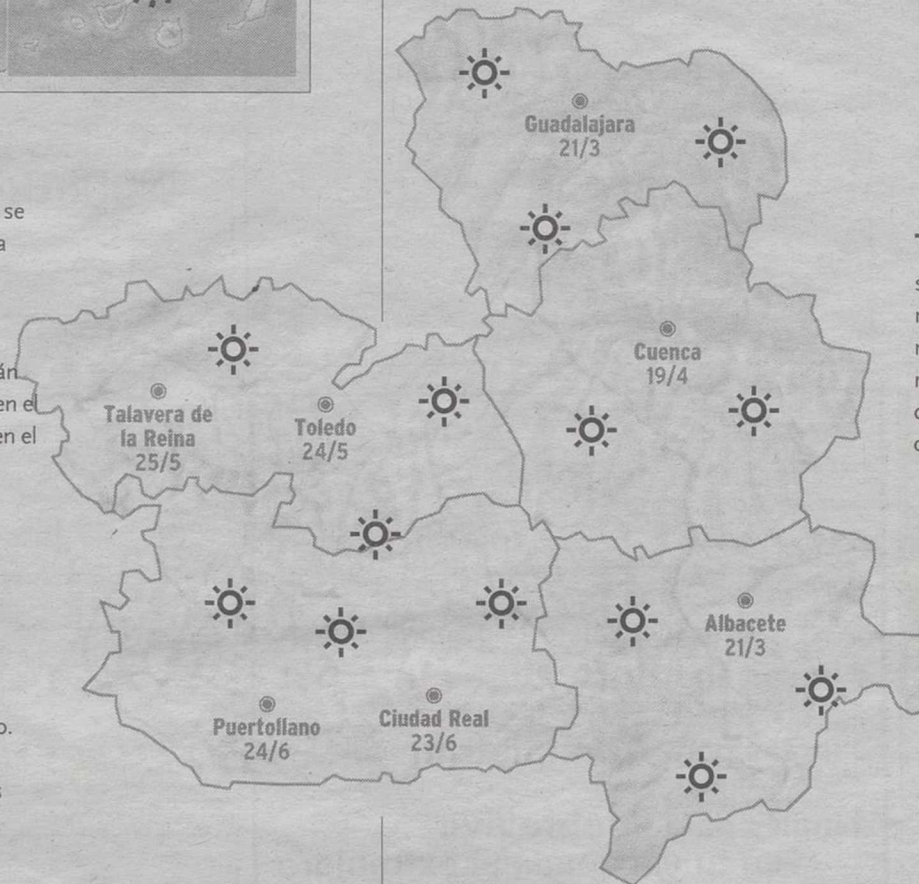 Guadalajara
21/3
se
a
Cuenca
19/4
án
en el
en el
Talavera de
la Reina
25/5
Toledo
24/5
Albacete
21/3
Puertollano
24/6
Ciudad Real
23/6
o.
s